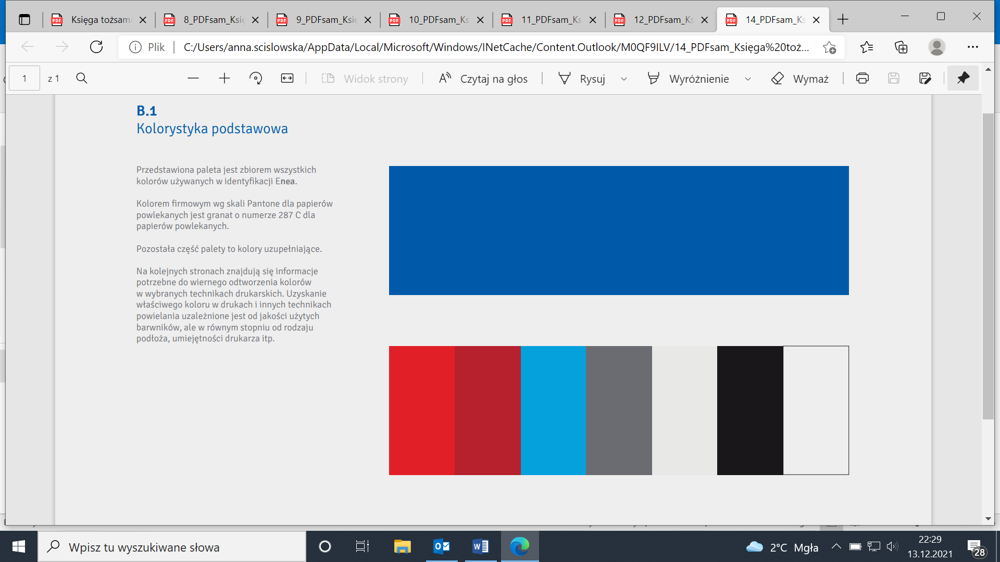 Księga tożsam
8_PDFsam_Księ
9_PDFsam_Księ
10_PDFsam_Ks
11_PDFsam_Ks
12_PDFsam_Ks
14_PDFsam_Ks
Plik
C:/Users/anna.scislowska/AppData/Local/Microsoft/Windows/INetCache/Content.Outlook/M0QF9ILV/14_PDFsam_Księga%20toż...
1 z 1
Widok strony
Czytaj na głos
Rysuj
Wyróżnienie
Wymaż
B.1
Kolorystyka podstawowa
Przedstawiona paleta jest zbiorem wszystkich
kolorów używanych w identyfikacji Enea.
Kolorem firmowym wg skali Pantone dla papierów
powlekanych jest granat o numerze 287 C dla
papierów powlekanych.
Pozostała część palety to kolory uzupełniające.
Na kolejnych stronach znajdują się informacje
potrzebne do wiernego odtworzenia kolorów
w wybranych technikach drukarskich. Uzyskanie
właściwego koloru w drukach i innych technikach
powielania uzależnione jest od jakości użytych
barwników, ale w równym stopniu od rodzaju
podłoża, umiejętności drukarza itp.
Wpisz tu wyszukiwane słowa
2°C Mgła
22:29
13.12.2021
28